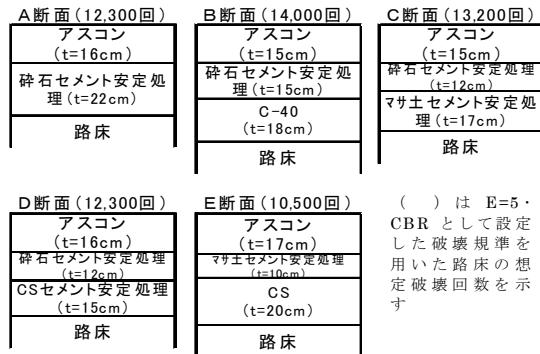 A断面(12,300回)
アスコン
(t=16cm)
砕石セメント安定処
理(t=22cm)
路床
B断面(14,000回)
アスコン
(t=15cm)
砕石セメント安定処
理(t=15cm)
C-40
(t=18cm)
路床
C断面(13,200回)
アスコン
(t=15cm)
砕石セメント安定処理
(t=12cm)
マサ土セメント安定処
理(t=17cm)
路床
D断面(12,300回)
アスコン
(t=16cm)
砕石セメント安定処理
(t=12cm)
CSセメント安定処理
(t=15cm)
路床
E断面(10,500回)
アスコン
(t=17cm)
マサ土セメント安定処理
(t=10cm)
CS
(t=20cm)
路床
( )は E=5・
CBR として設定
した破壊規準を
用いた路床の想
定破壊回数を示
す